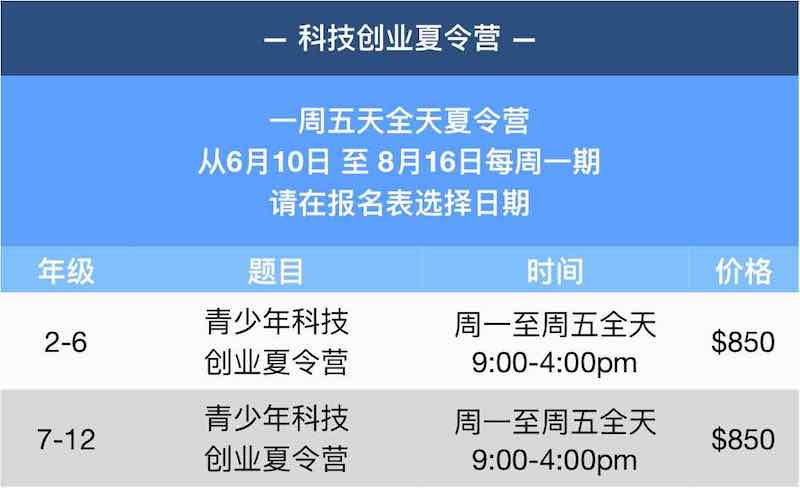 — 科技创业夏令营 —
一周五天全天夏令营
从6月10日 至 8月16日每周一期
请在报名表选择日期
年级 题目 时间 价格
2-6 青少年科技 创业夏令营 周一至周五全天 9:00-4:00pm $850
7-12 青少年科技 创业夏令营 周一至周五全天 9:00-4:00pm $850